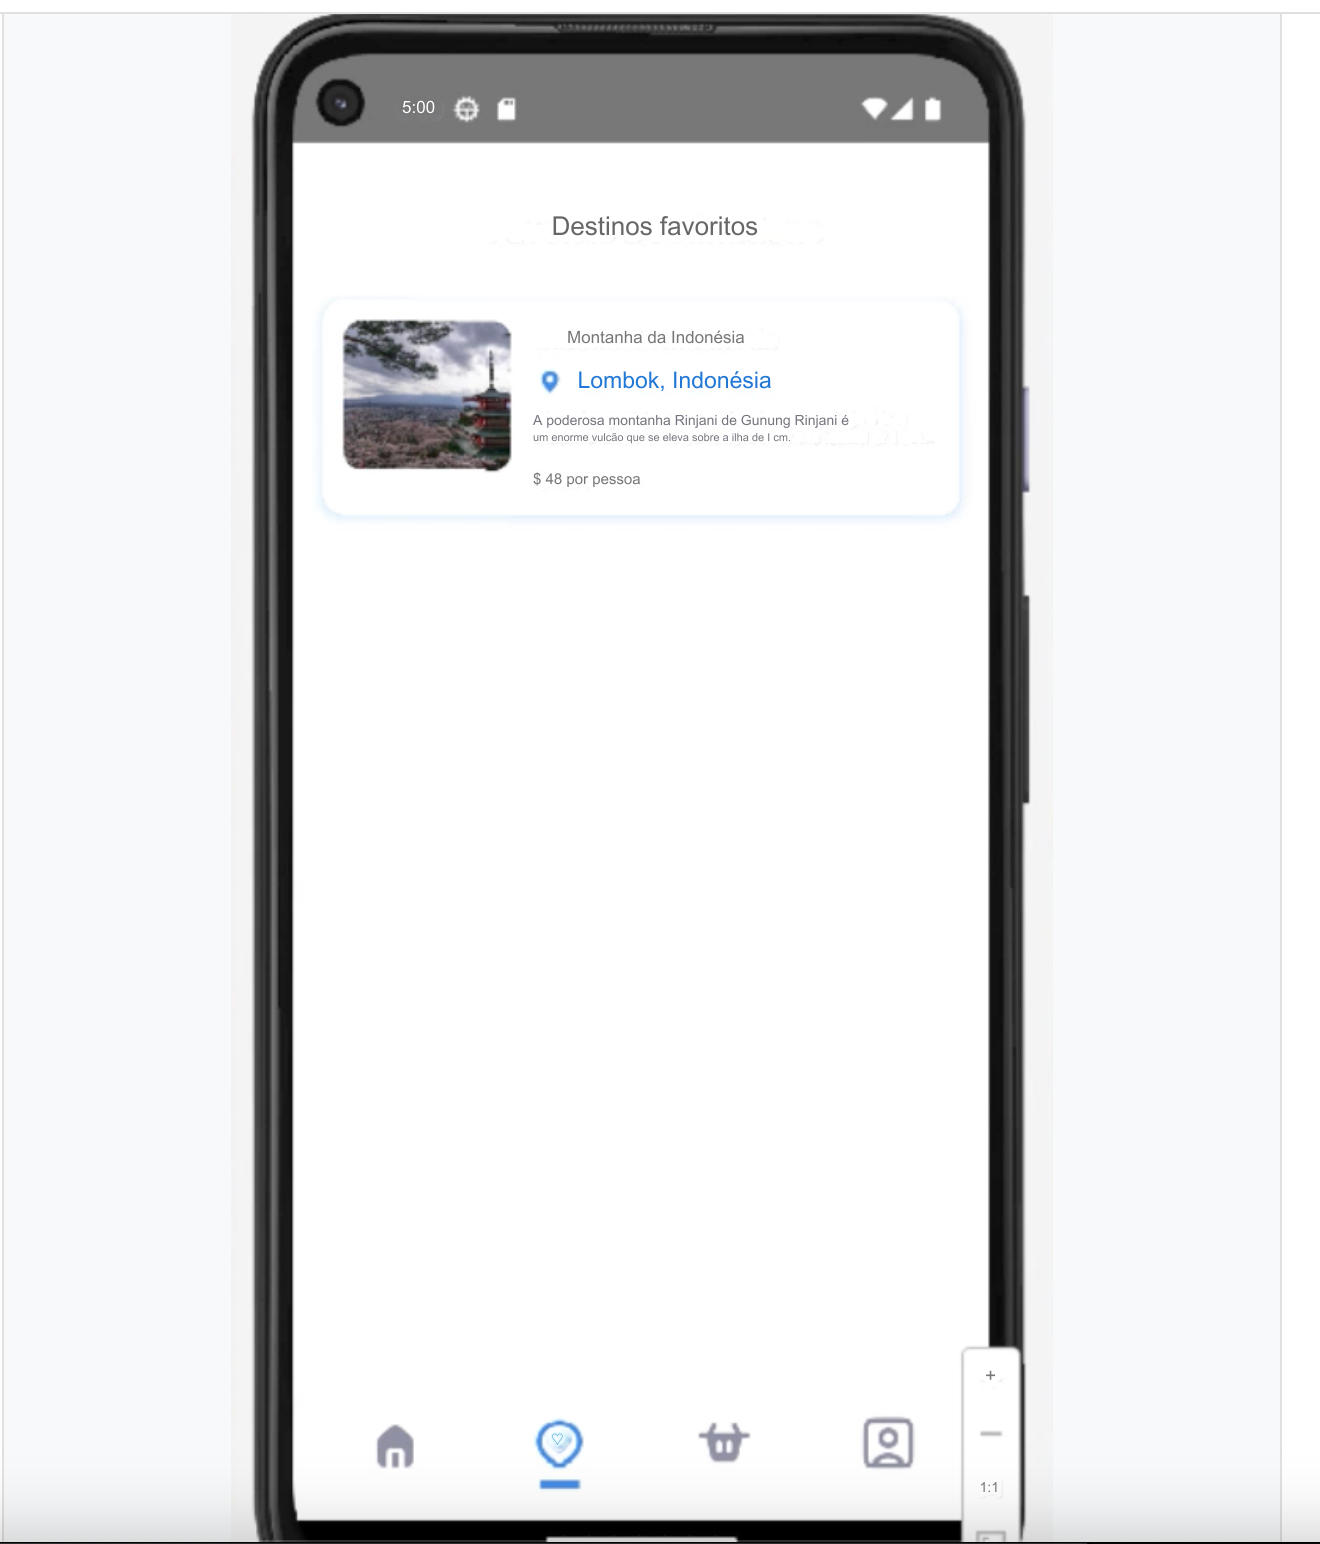 5:00
Destinos favoritos
Montanha da Indonésia
Lombok, Indonésia
A poderosa montanha Rinjani de Gunung Rinjani é
um enorme vulcão que se eleva sobre a ilha de I cm.
$ 48 por pessoa
+
1:1